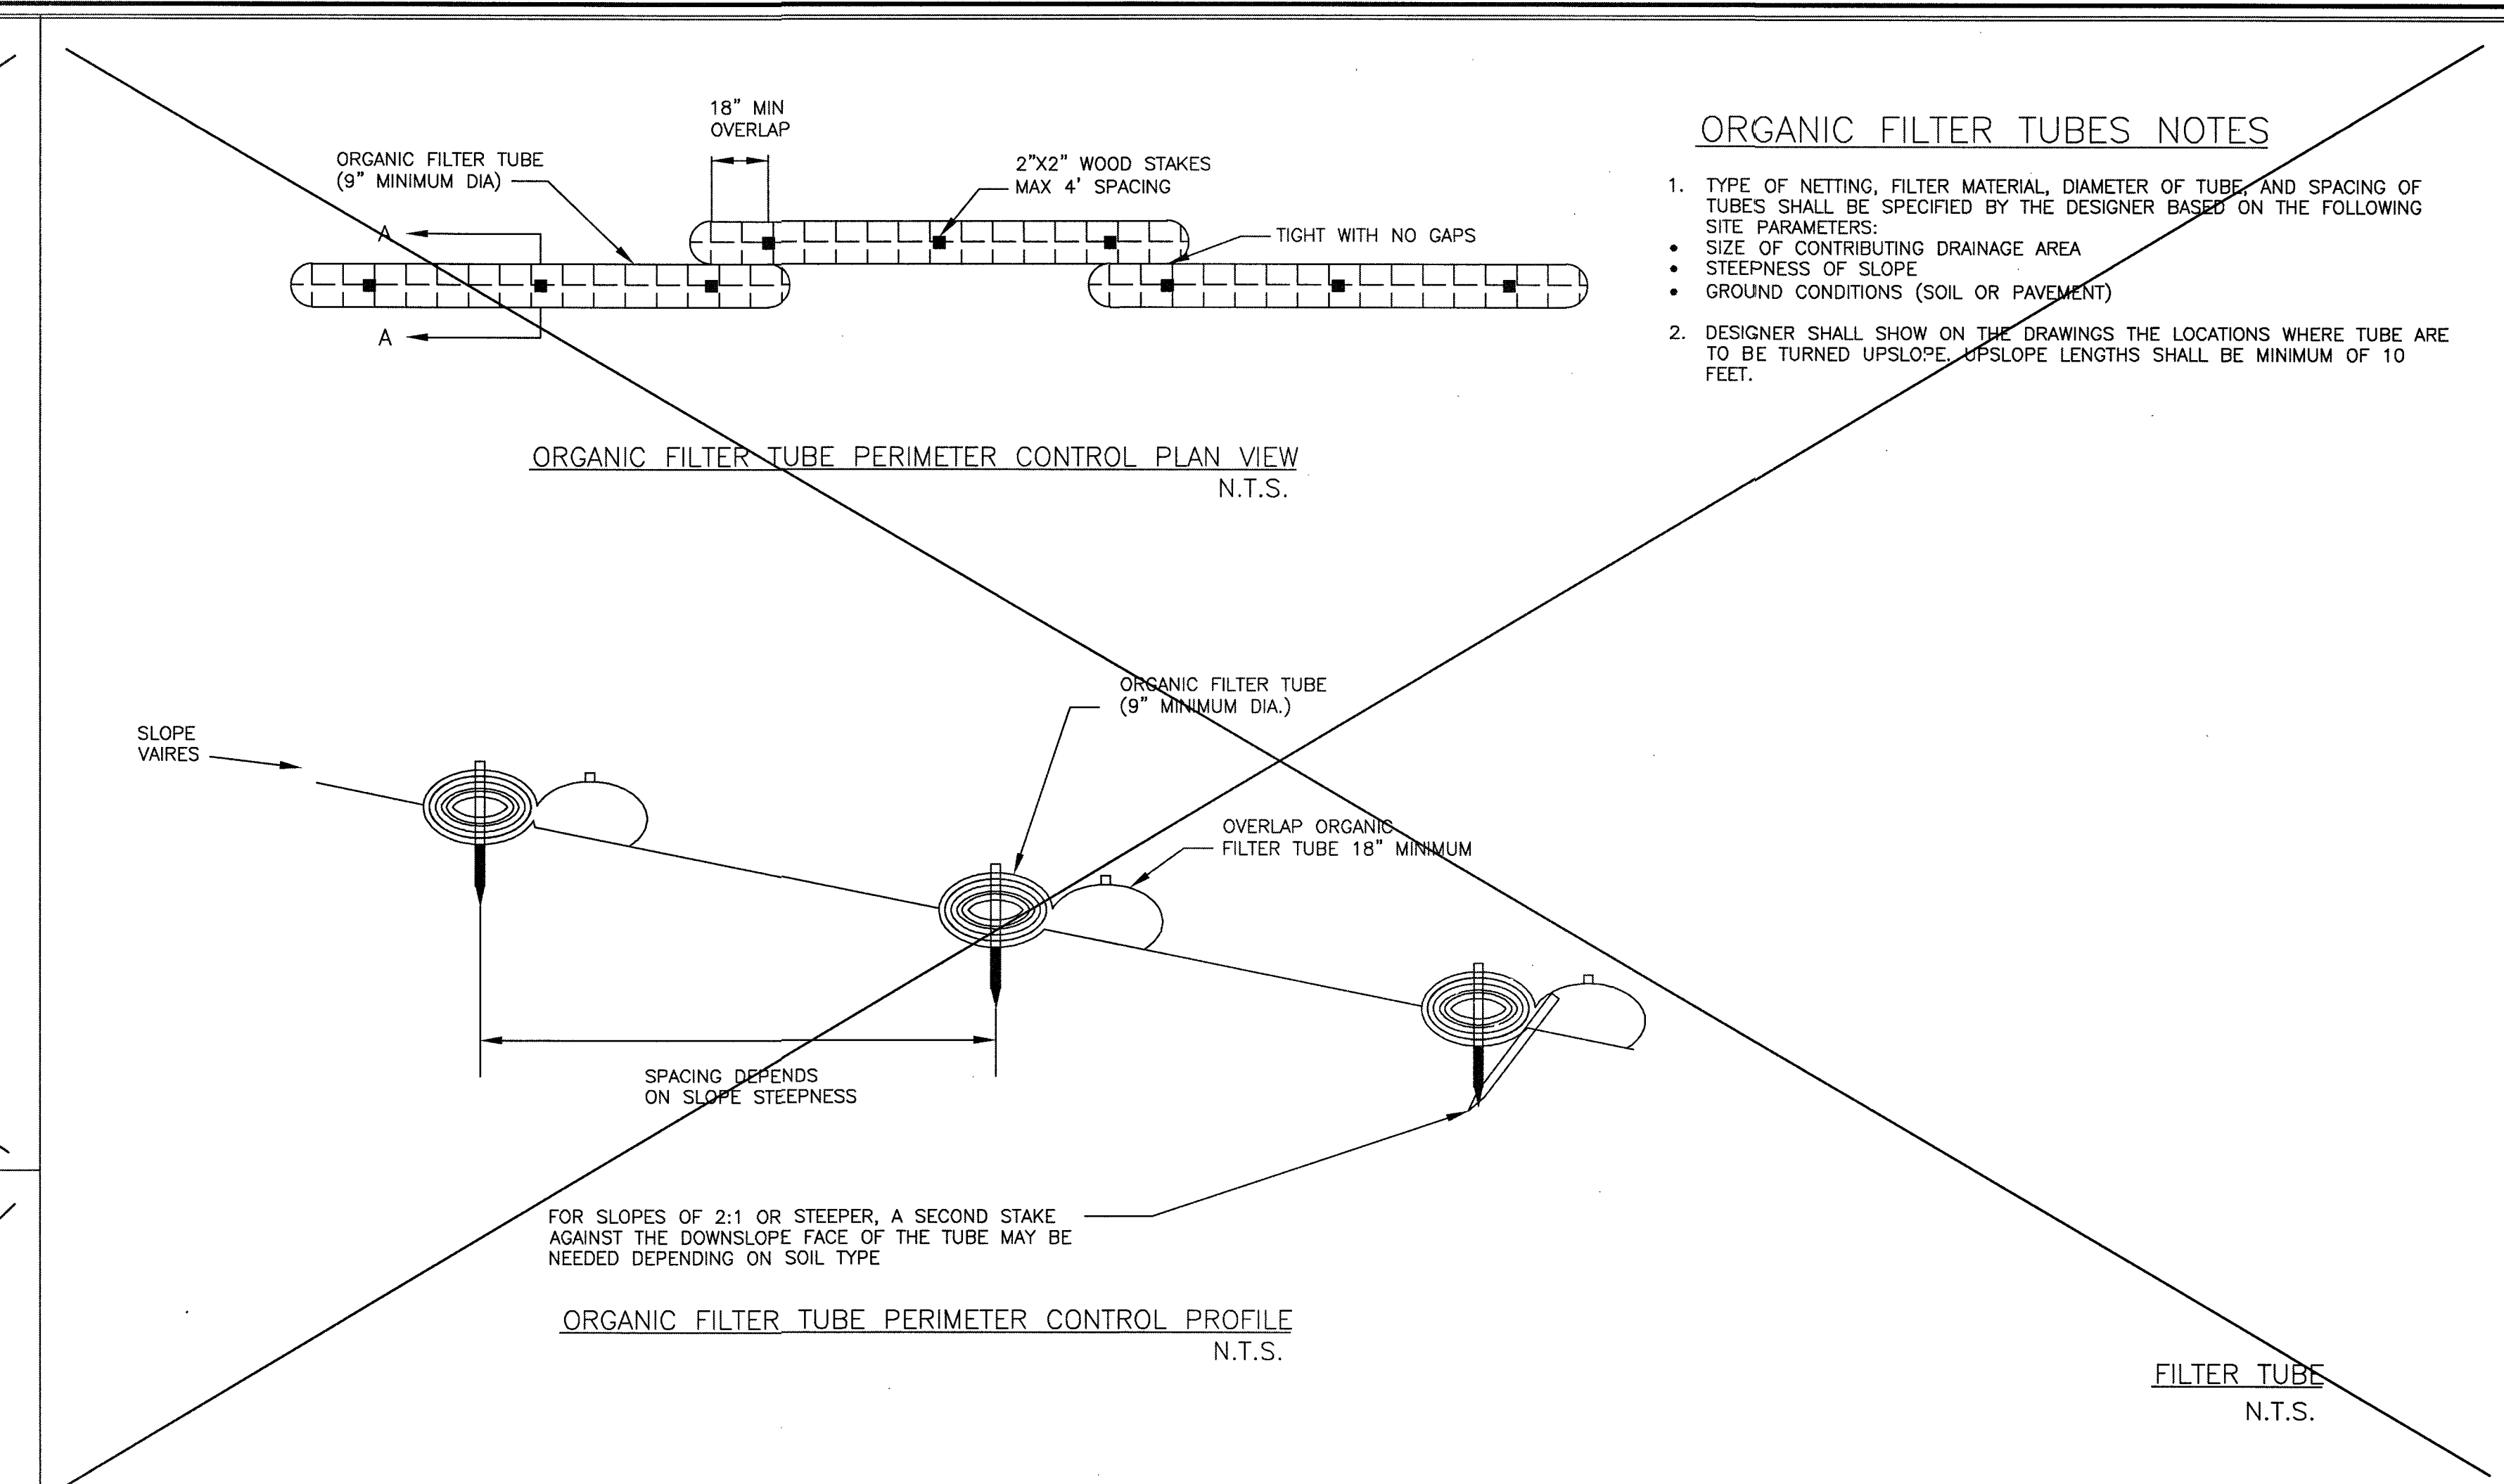 18" MIN
OVERLAP
ORGANIC FILTER TUBE
(9" MINIMUM DIA)
2"X2" WOOD STAKES
MAX 4' SPACING
TIGHT WITH NO GAPS
A
A
ORGANIC FILTER TUBE PERIMETER CONTROL PLAN VIEW
N.T.S.
ORGANIC FILTER TUBES NOTES
1. TYPE OF NETTING, FILTER MATERIAL, DIAMETER OF TUBE, AND SPACING OF
TUBES SHALL BE SPECIFIED BY THE DESIGNER BASED ON THE FOLLOWING
SITE PARAMETERS:
• SIZE OF CONTRIBUTING DRAINAGE AREA
• STEEPNESS OF SLOPE
• GROUND CONDITIONS (SOIL OR PAVEMENT)
2. DESIGNER SHALL SHOW ON THE DRAWINGS THE LOCATIONS WHERE TUBE ARE
TO BE TURNED UPSLOPE. UPSLOPE LENGTHS SHALL BE MINIMUM OF 10
FEET.
SLOPE
VAIRES
ORGANIC FILTER TUBE
(9" MINIMUM DIA.)
OVERLAP ORGANIC
FILTER TUBE 18" MINIMUM
SPACING DEPENDS
ON SLOPE STEEPNESS
FOR SLOPES OF 2:1 OR STEEPER, A SECOND STAKE
AGAINST THE DOWNSLOPE FACE OF THE TUBE MAY BE
NEEDED DEPENDING ON SOIL TYPE
ORGANIC FILTER TUBE PERIMETER CONTROL PROFILE
N.T.S.
FILTER TUBE
N.T.S.